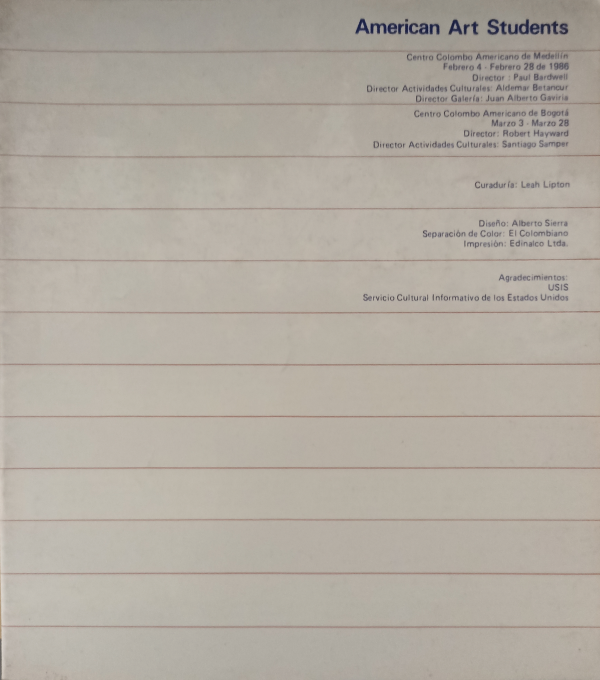 American Art Students
Centro Colombo Americano de Medellín
Febrero 4 - Febrero 28 de 1986
Director : Paul Bardwell
Director Actividades Culturales: Aldemar Betancur
Director Galería: Juan Alberto Gaviria
Centro Colombo Americano de Bogotá
Marzo 3 - Marzo 28
Director: Robert Hayward
Director Actividades Culturales: Santiago Samper
Curaduría: Leah Lipton
Diseño: Alberto Sierra
Separación de Color: El Colombiano
Impresión: Edinalco Ltda.
Agradecimientos:
USIS
Servicio Cultural Informativo de los Estados Unidos